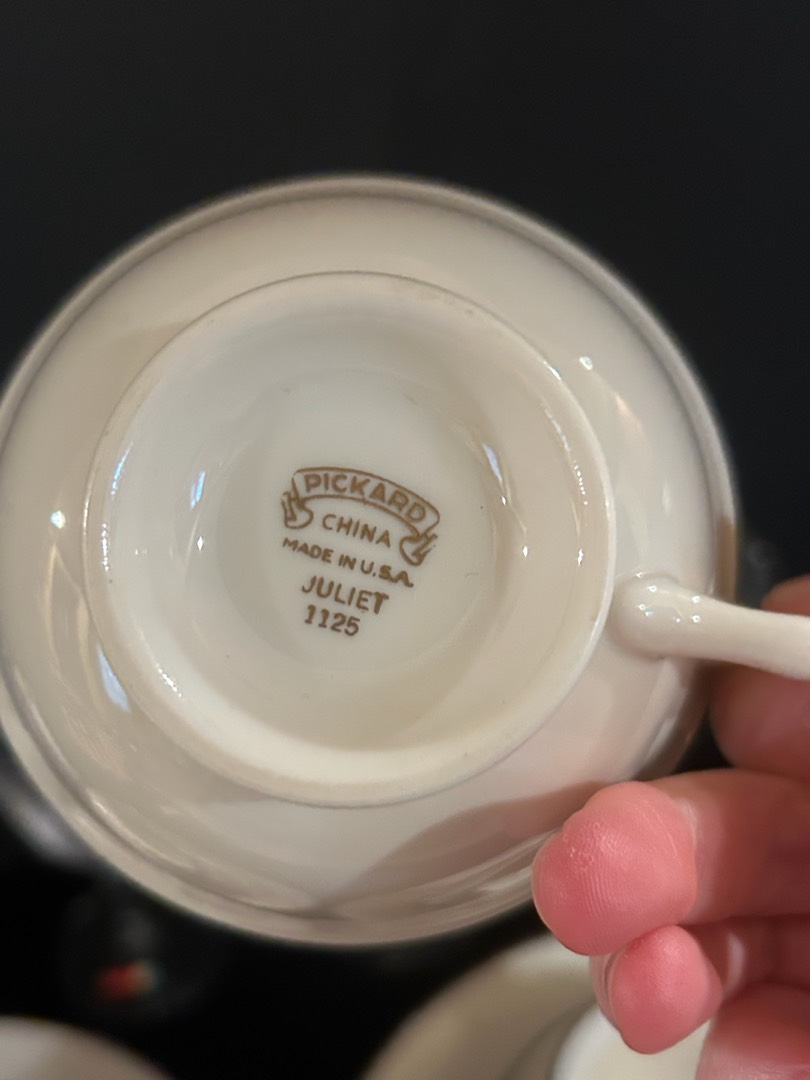 PICKARD
CHINA
MADE IN U.S.A.
JULIET
1125